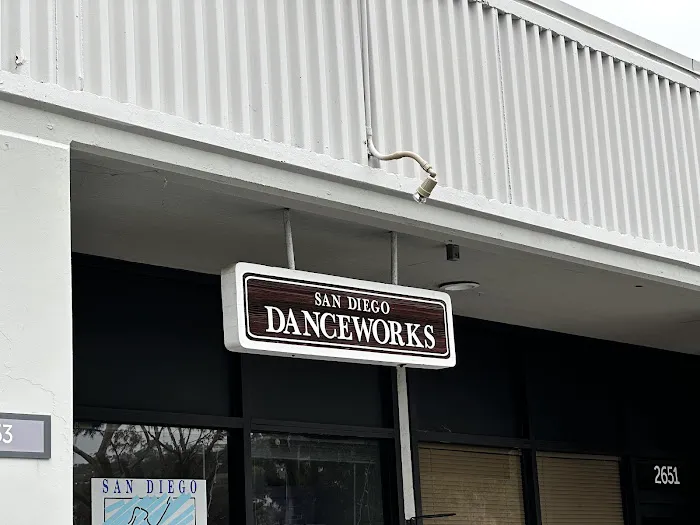 SAN DIEGO
DANCEWORKS
2651
SAN DIEGO